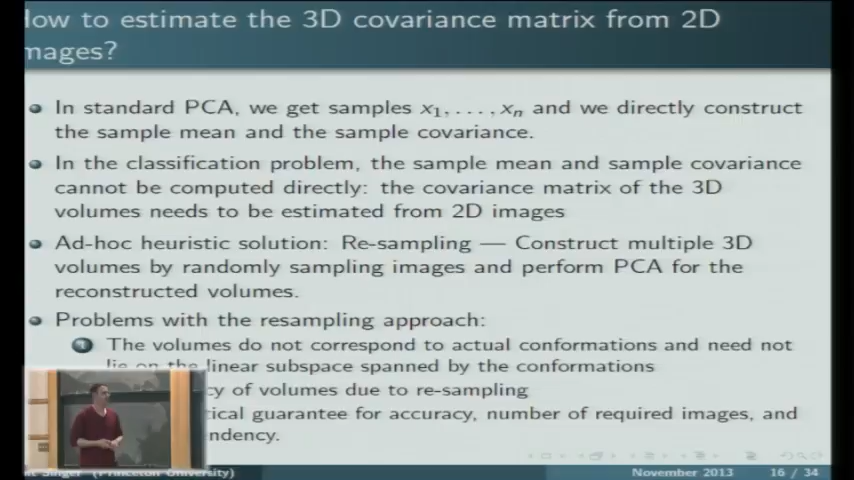 How to estimate the 3D covariance matrix from 2D
mages?
In standard PCA, we get samples x₁, . . . , xₙ and we directly construct
the sample mean and the sample covariance.
In the classification problem, the sample mean and sample covariance
cannot be computed directly: the covariance matrix of the 3D
volumes needs to be estimated from 2D images
Ad-hoc heuristic solution: Re-sampling — Construct multiple 3D
volumes by randomly sampling images and perform PCA for the
reconstructed volumes.
Problems with the resampling approach:
1 The volumes do not correspond to actual conformations and need not
lie on the linear subspace spanned by the conformations
cy of volumes due to re-sampling
tical guarantee for accuracy, number of required images, and
ndency.
Singer (Princeton University) November 2013 16 / 34